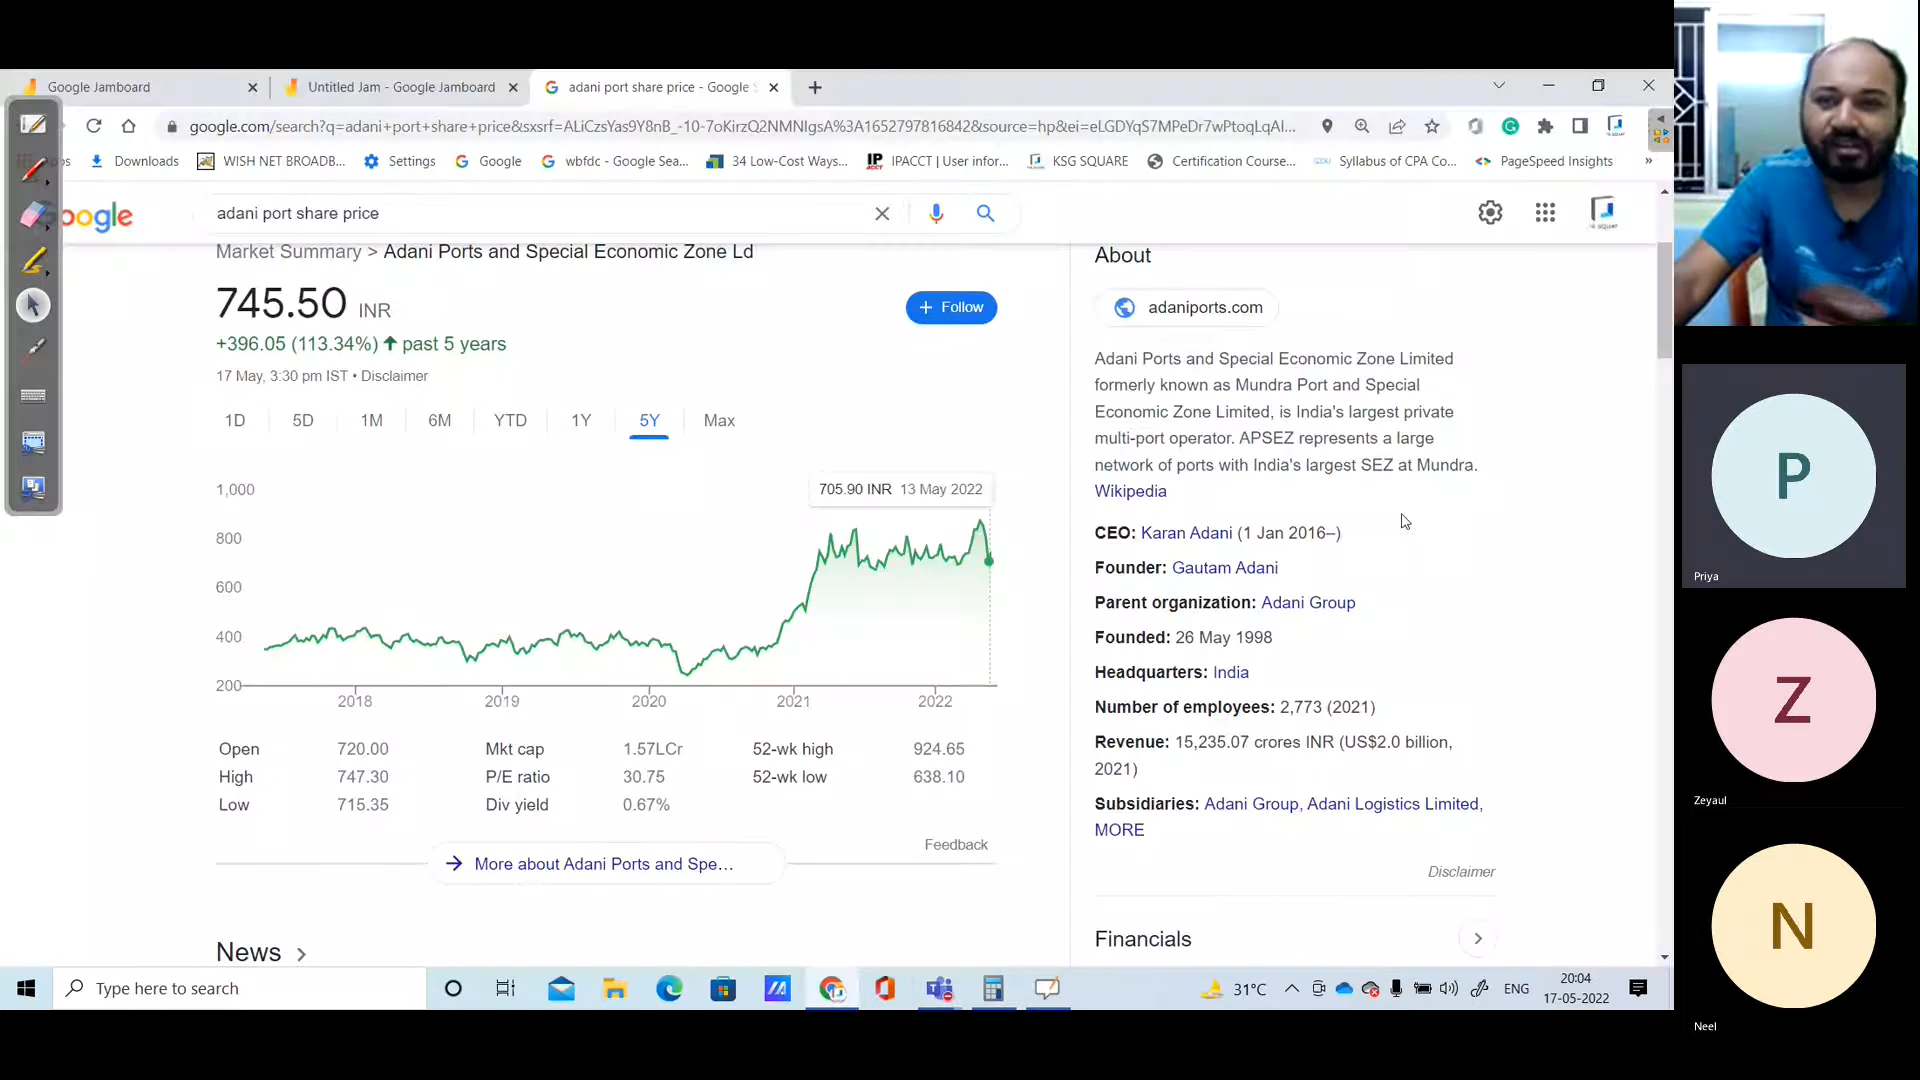 Google Jamboard
Untitled Jam - Google Jamboard
adani port share price - Google
google.com/search?q=adani+port+share+price&sxsrf=ALiCzsYas9Y8nB_-10-7oKirzQ2NMNIgsA%3A1652797816842&source=hp&ei=eLGDYqS7MPeDr7wPtoqLqAI...
Downloads
WISH NET BROADB...
Settings
Google
wbfdc - Google Sea...
34 Low-Cost Ways...
IPACCT | User infor...
KSG SQUARE
Certification Course...
Syllabus of CPA Co...
PageSpeed Insights
»
oogle
adani port share price
Market Summary > Adani Ports and Special Economic Zone Ld
745.50 INR
+ Follow
+396.05 (113.34%) ↑ past 5 years
17 May, 3:30 pm IST • Disclaimer
1D 5D 1M 6M YTD 1Y 5Y Max
705.90 INR 13 May 2022
1,000
800
600
400
200
2018 2019 2020 2021 2022
Open 720.00 Mkt cap 1.57LCr 52-wk high 924.65
High 747.30 P/E ratio 30.75 52-wk low 638.10
Low 715.35 Div yield 0.67%
Feedback
More about Adani Ports and Spe...
News >
About
adaniports.com
Adani Ports and Special Economic Zone Limited
formerly known as Mundra Port and Special
Economic Zone Limited, is India's largest private
multi-port operator. APSEZ represents a large
network of ports with India's largest SEZ at Mundra.
Wikipedia
CEO: Karan Adani (1 Jan 2016–)
Founder: Gautam Adani
Parent organization: Adani Group
Founded: 26 May 1998
Headquarters: India
Number of employees: 2,773 (2021)
Revenue: 15,235.07 crores INR (US$2.0 billion,
2021)
Subsidiaries: Adani Group, Adani Logistics Limited,
MORE
Disclaimer
Financials
P
Priya
Z
Zeyaul
N
Neel
Type here to search
31°C
ENG
20:04
17-05-2022